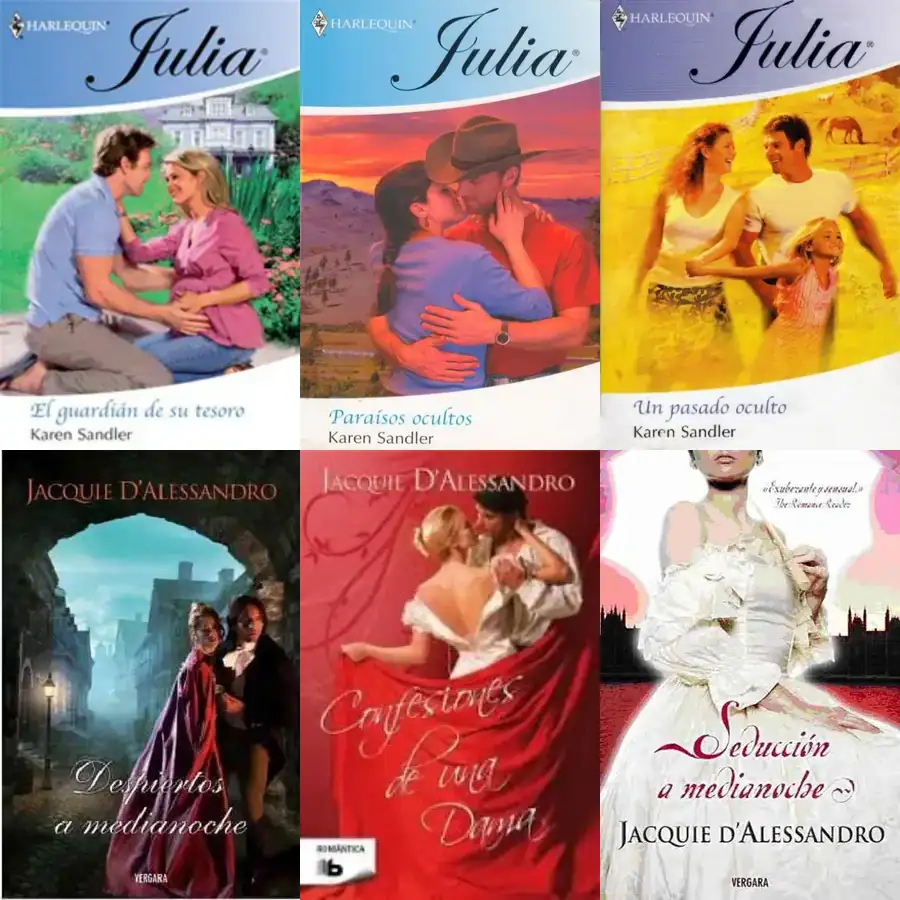 HARLEQUIN®
Julia®
El guardián de su tesoro
Karen Sandler
HARLEQUIN®
Julia®
Paraísos ocultos
Karen Sandler
HARLEQUIN®
Julia®
Un pasado oculto
Karen Sandler
JACQUIE D'ALESSANDRO
Despiertos
a medianoche
VERGARA
JACQUIE D'ALESSANDRO
Confesiones
de una
Dama
ROMÁNTICA
b
«Exuberante y sensual.»
The Romance Reader
Seducción
a medianoche
JACQUIE D'ALESSANDRO
VERGARA